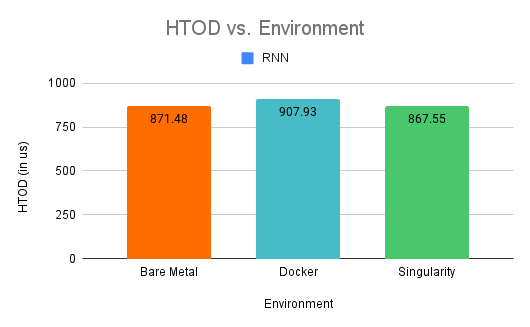 HTOD vs. Environment
RNN
HTOD (in us)
1000
750
500
250
0
871.48
907.93
867.55
Bare Metal
Docker
Singularity
Environment